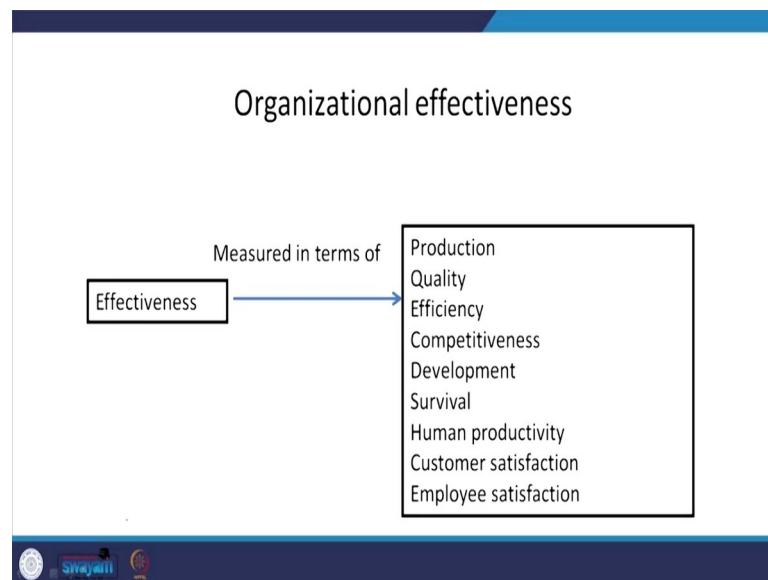 Organizational effectiveness
Measured in terms of
Effectiveness
Production
Quality
Efficiency
Competitiveness
Development
Survival
Human productivity
Customer satisfaction
Employee satisfaction
swayam